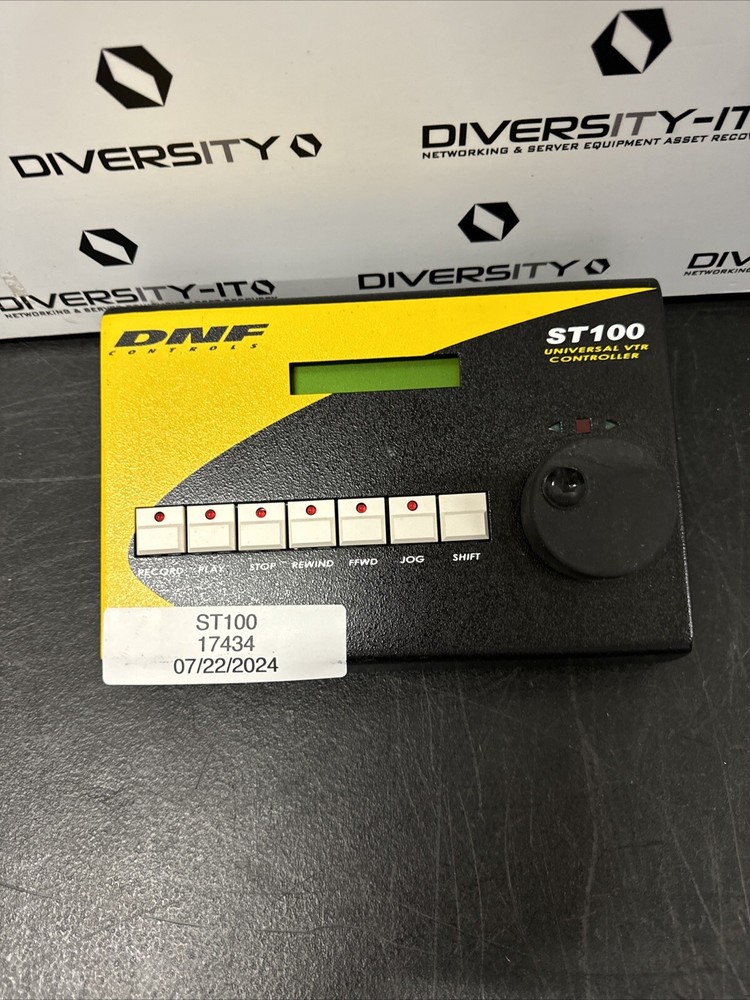 DIVERSITY
DIVERSITY-IT
NETWORKING & SERVER EQUIPMENT ASSET RECOV
DIVERSITY-IT
NETWORKING & SERVER EQUIPMENT ASSET RECOVERY
DIVERSITY
DIV
NETWORKING
DNF
CONTROLS
ST100
UNIVERSAL VTR
CONTROLLER
RECORD PLAY STOP REWIND FFWD JOG SHIFT
ST100
17434
07/22/2024